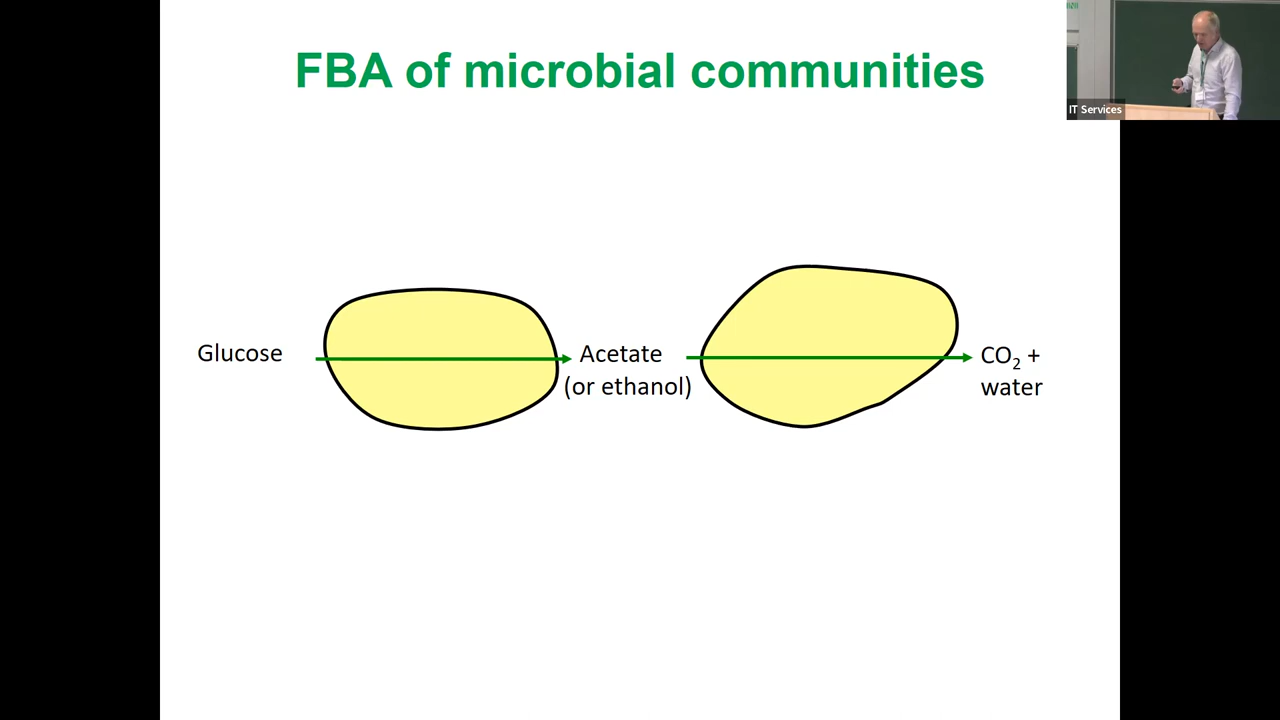 FBA of microbial communities
IT Services
Glucose
Acetate
(or ethanol)
CO2 +
water